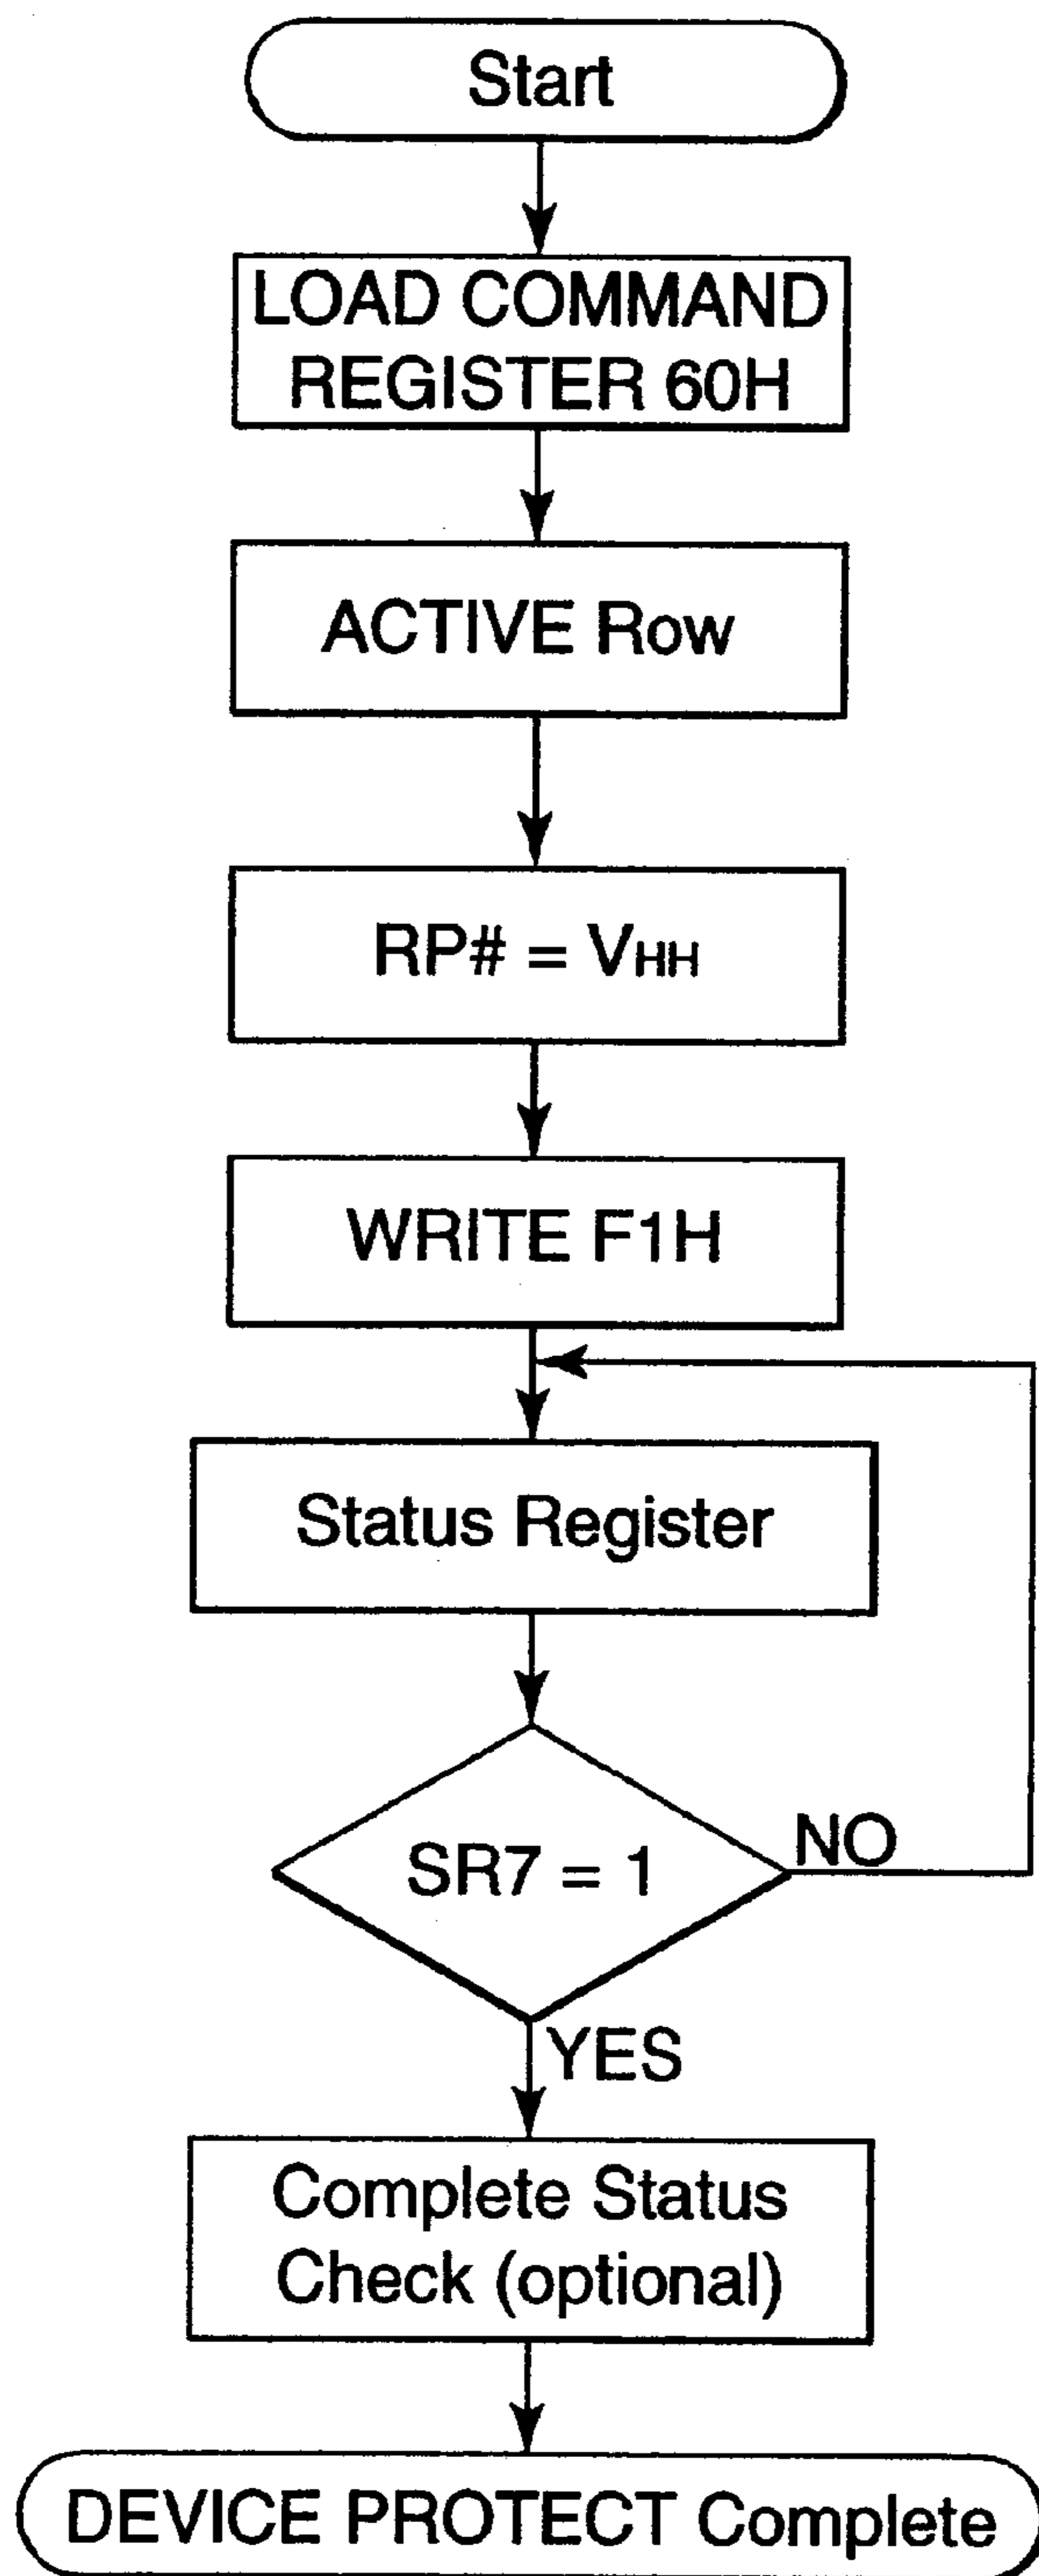 Start
LOAD COMMAND
REGISTER 60H
ACTIVE Row
RP# = VHH
WRITE F1H
Status Register
SR7 = 1
NO
YES
Complete Status
Check (optional)
DEVICE PROTECT Complete